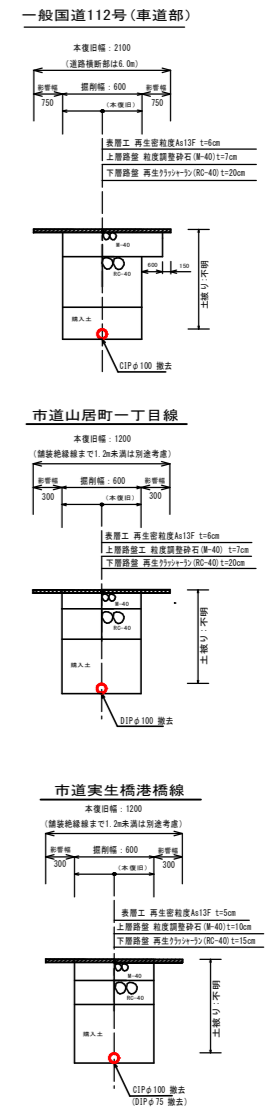 一般国道112号(車道部)
本復旧幅：2100
(道路横断部は6.0m)
影響幅 掘削幅：600 影響幅
750 (本復旧) 750
表層工 再生密粒度As13F t=6cm
上層路盤 粒度調整砕石(M-40)t=7cm
下層路盤 再生クラッシャーラン(RC-40)t=20cm
M-40
600 150
RC-40
土被り：不明
購入土
CIPφ100 撤去
市道山居町一丁目線
本復旧幅：1200
(舗装絶縁線まで1.2m未満は別途考慮)
影響幅 掘削幅：600 影響幅
300 (本復旧) 300
表層工 再生密粒度As13F t=6cm
上層路盤工 粒度調整砕石(M-40) t=7cm
下層路盤 再生クラッシャーラン(RC-40)t=20cm
M-40
RC-40
土被り：不明
購入土
DIPφ100 撤去
市道実生橋港橋線
本復旧幅：1200
(舗装絶縁線まで1.2m未満は別途考慮)
影響幅 掘削幅：600 影響幅
300 (本復旧) 300
表層工 再生密粒度As13F t=5cm
上層路盤 粒度調整砕石(M-40)t=10cm
下層路盤 再生クラッシャーラン(RC-40)t=15cm
M-40
RC-40
土被り：不明
購入土
CIPφ100 撤去
(DIPφ75 撤去)